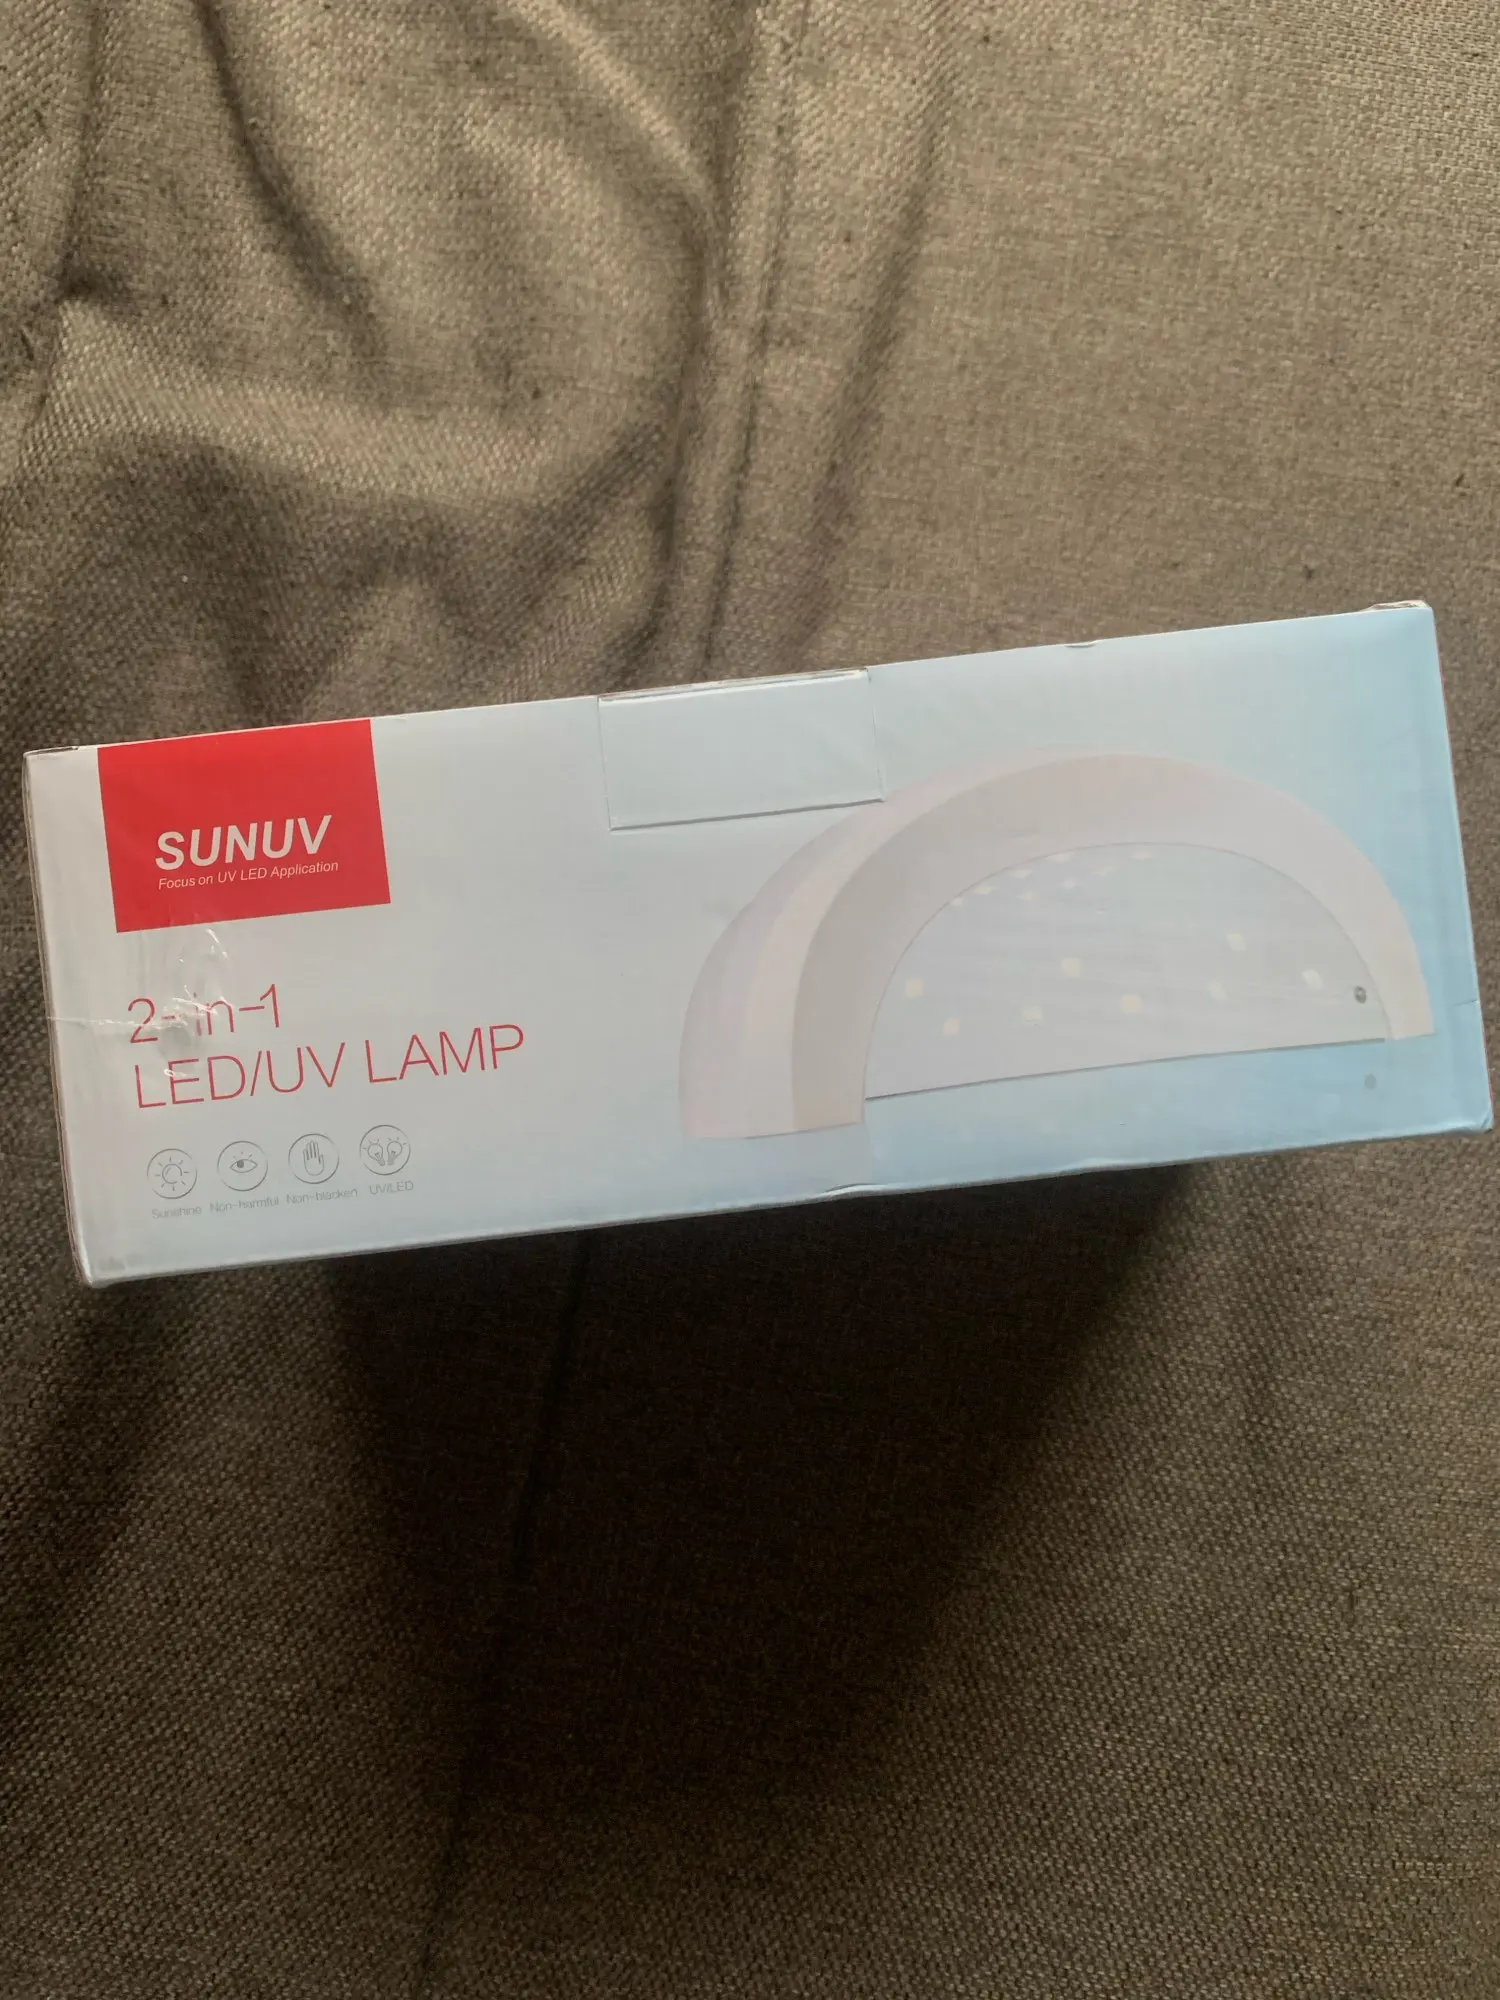 SUNUV
Focus on UV LED Application
2-in-1
LED/UV LAMP
Sunshine Non-harmful Non-blacken UV/LED